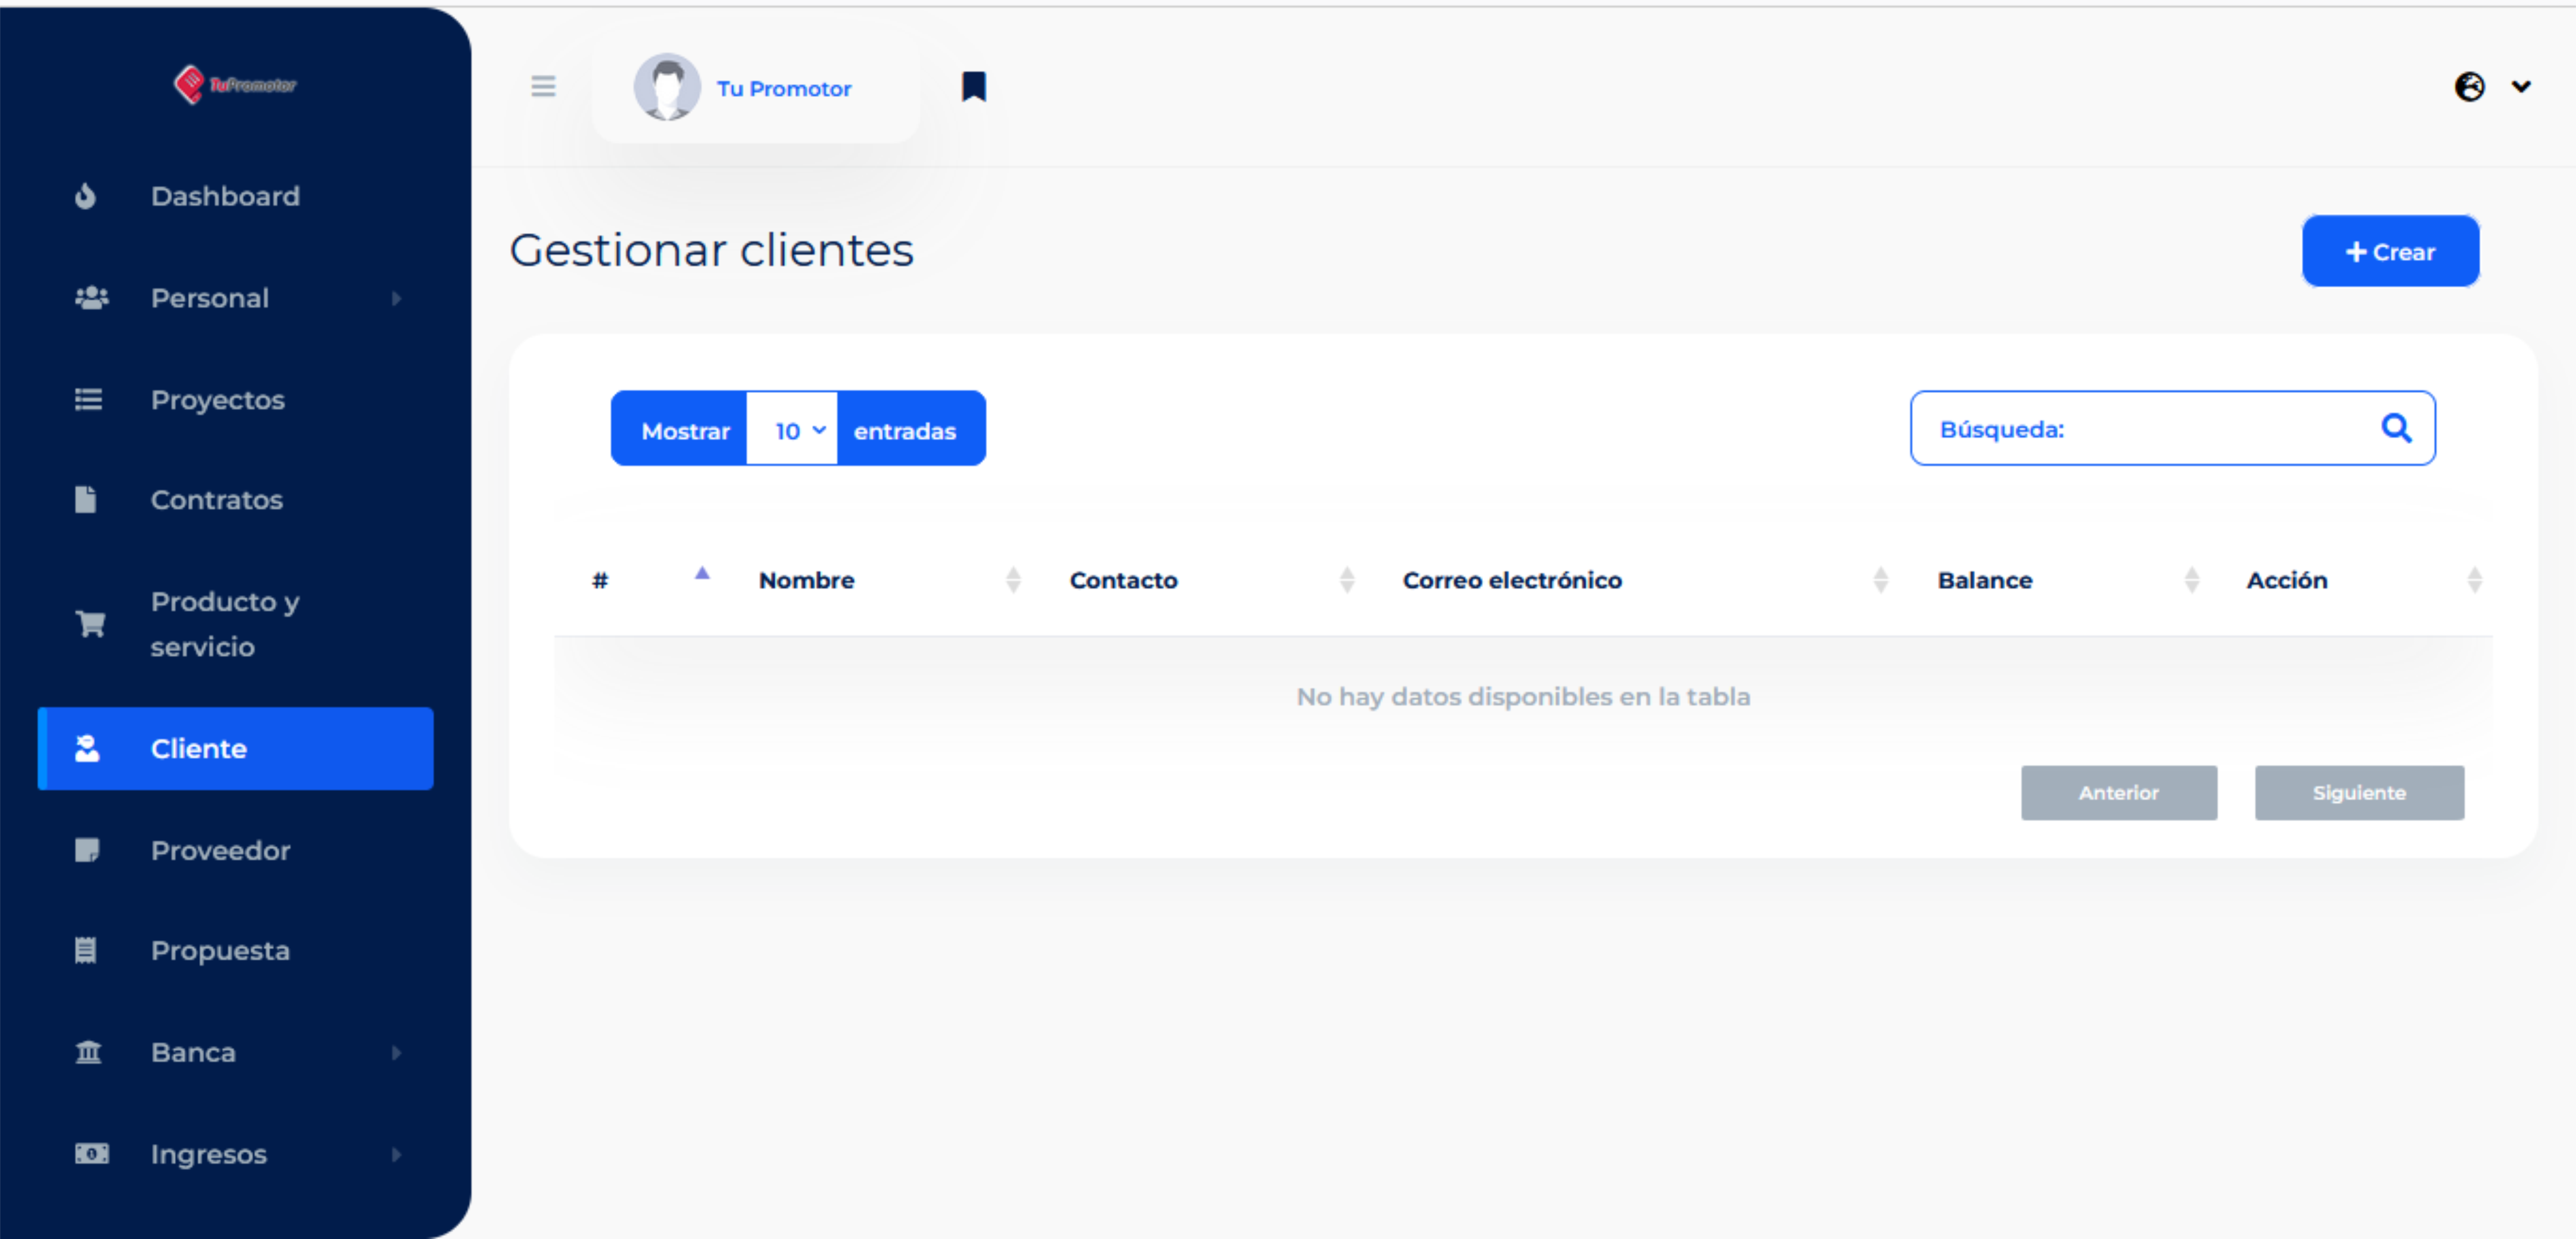 TuPromotor
Tu Promotor
Dashboard
Personal
Proyectos
Contratos
Producto y
servicio
Cliente
Proveedor
Propuesta
Banca
Ingresos
Gestionar clientes
+ Crear
Mostrar 10 entradas
Búsqueda:
# Nombre Contacto Correo electrónico Balance Acción
No hay datos disponibles en la tabla
Anterior Siguiente